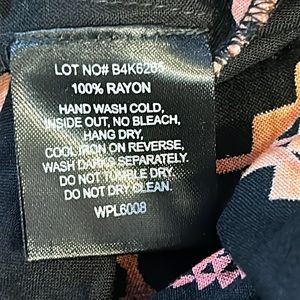 LOT NO# B4K6265
100% RAYON
HAND WASH COLD,
INSIDE OUT, NO BLEACH,
HANG DRY,
COOL IRON ON REVERSE,
WASH DARKS SEPARATELY.
DO NOT TUMBLE DRY.
DO NOT DRY CLEAN.
WPL6008